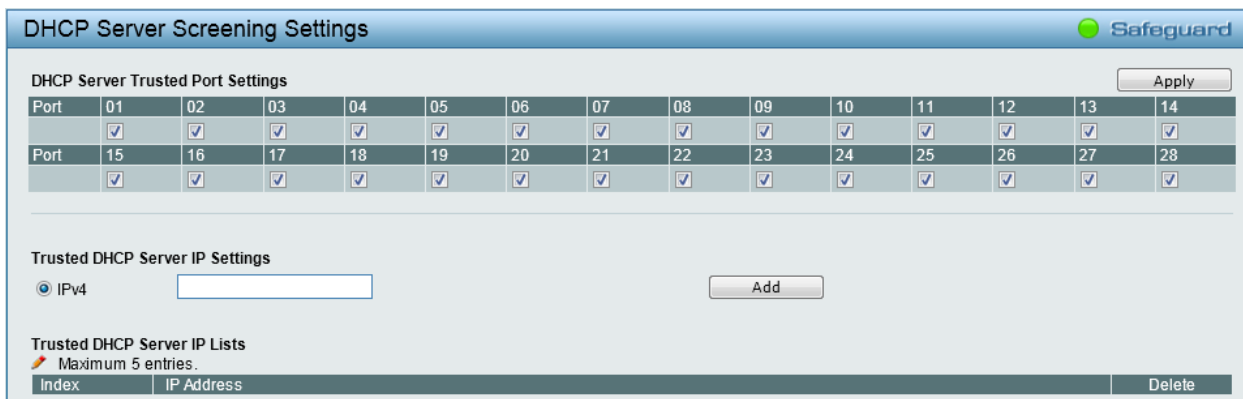 DHCP Server Screening Settings Safeguard
DHCP Server Trusted Port Settings Apply
Port 01 02 03 04 05 06 07 08 09 10 11 12 13 14
Port 15 16 17 18 19 20 21 22 23 24 25 26 27 28
Trusted DHCP Server IP Settings
IPv4 Add
Trusted DHCP Server IP Lists
Maximum 5 entries.
Index IP Address Delete